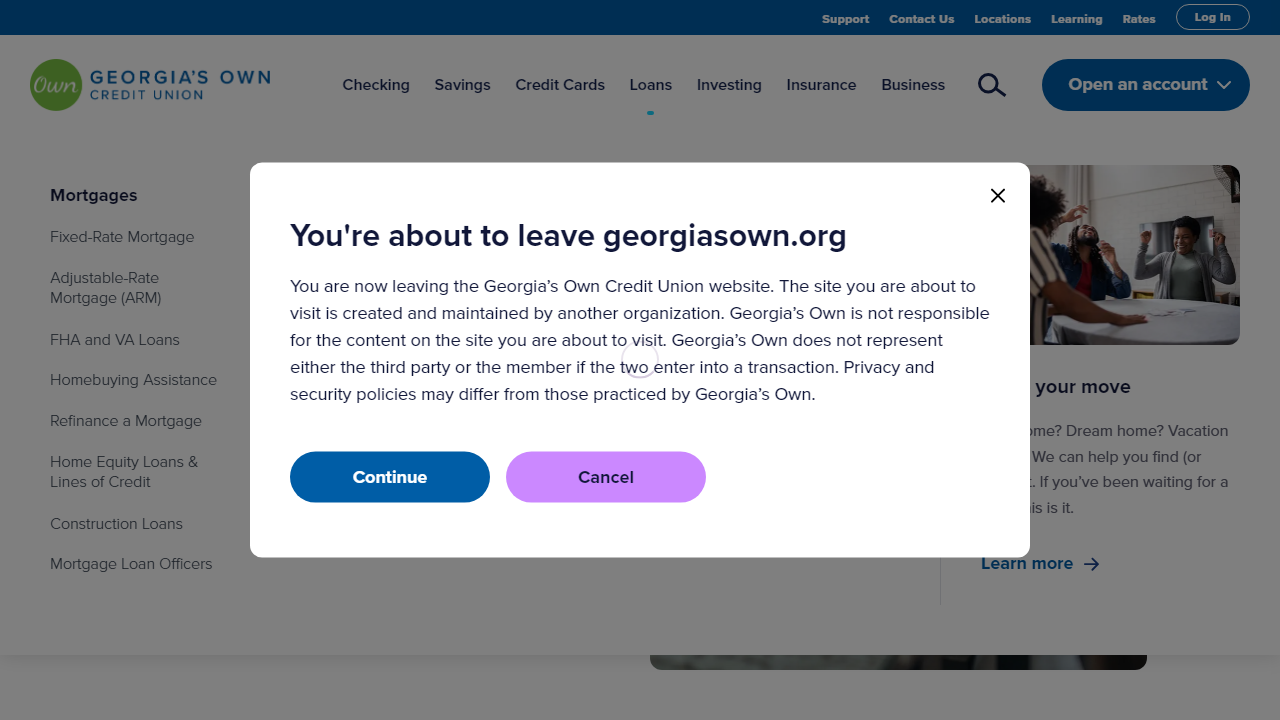 Support Contact Us Locations Learning Rates Log In
Own GEORGIA'S OWN
CREDIT UNION
Checking Savings Credit Cards Loans Investing Insurance Business
Open an account
Mortgages
Fixed-Rate Mortgage
Adjustable-Rate
Mortgage (ARM)
FHA and VA Loans
Homebuying Assistance
Refinance a Mortgage
Home Equity Loans &
Lines of Credit
Construction Loans
Mortgage Loan Officers
You're about to leave georgiasown.org
You are now leaving the Georgia’s Own Credit Union website. The site you are about to
visit is created and maintained by another organization. Georgia’s Own is not responsible
for the content on the site you are about to visit. Georgia’s Own does not represent
either the third party or the member if the two enter into a transaction. Privacy and
security policies may differ from those practiced by Georgia’s Own.
Continue
Cancel
your move
? Dream home? Vacation
We can help you find (or
If you’ve been waiting for a
is it.
Learn more